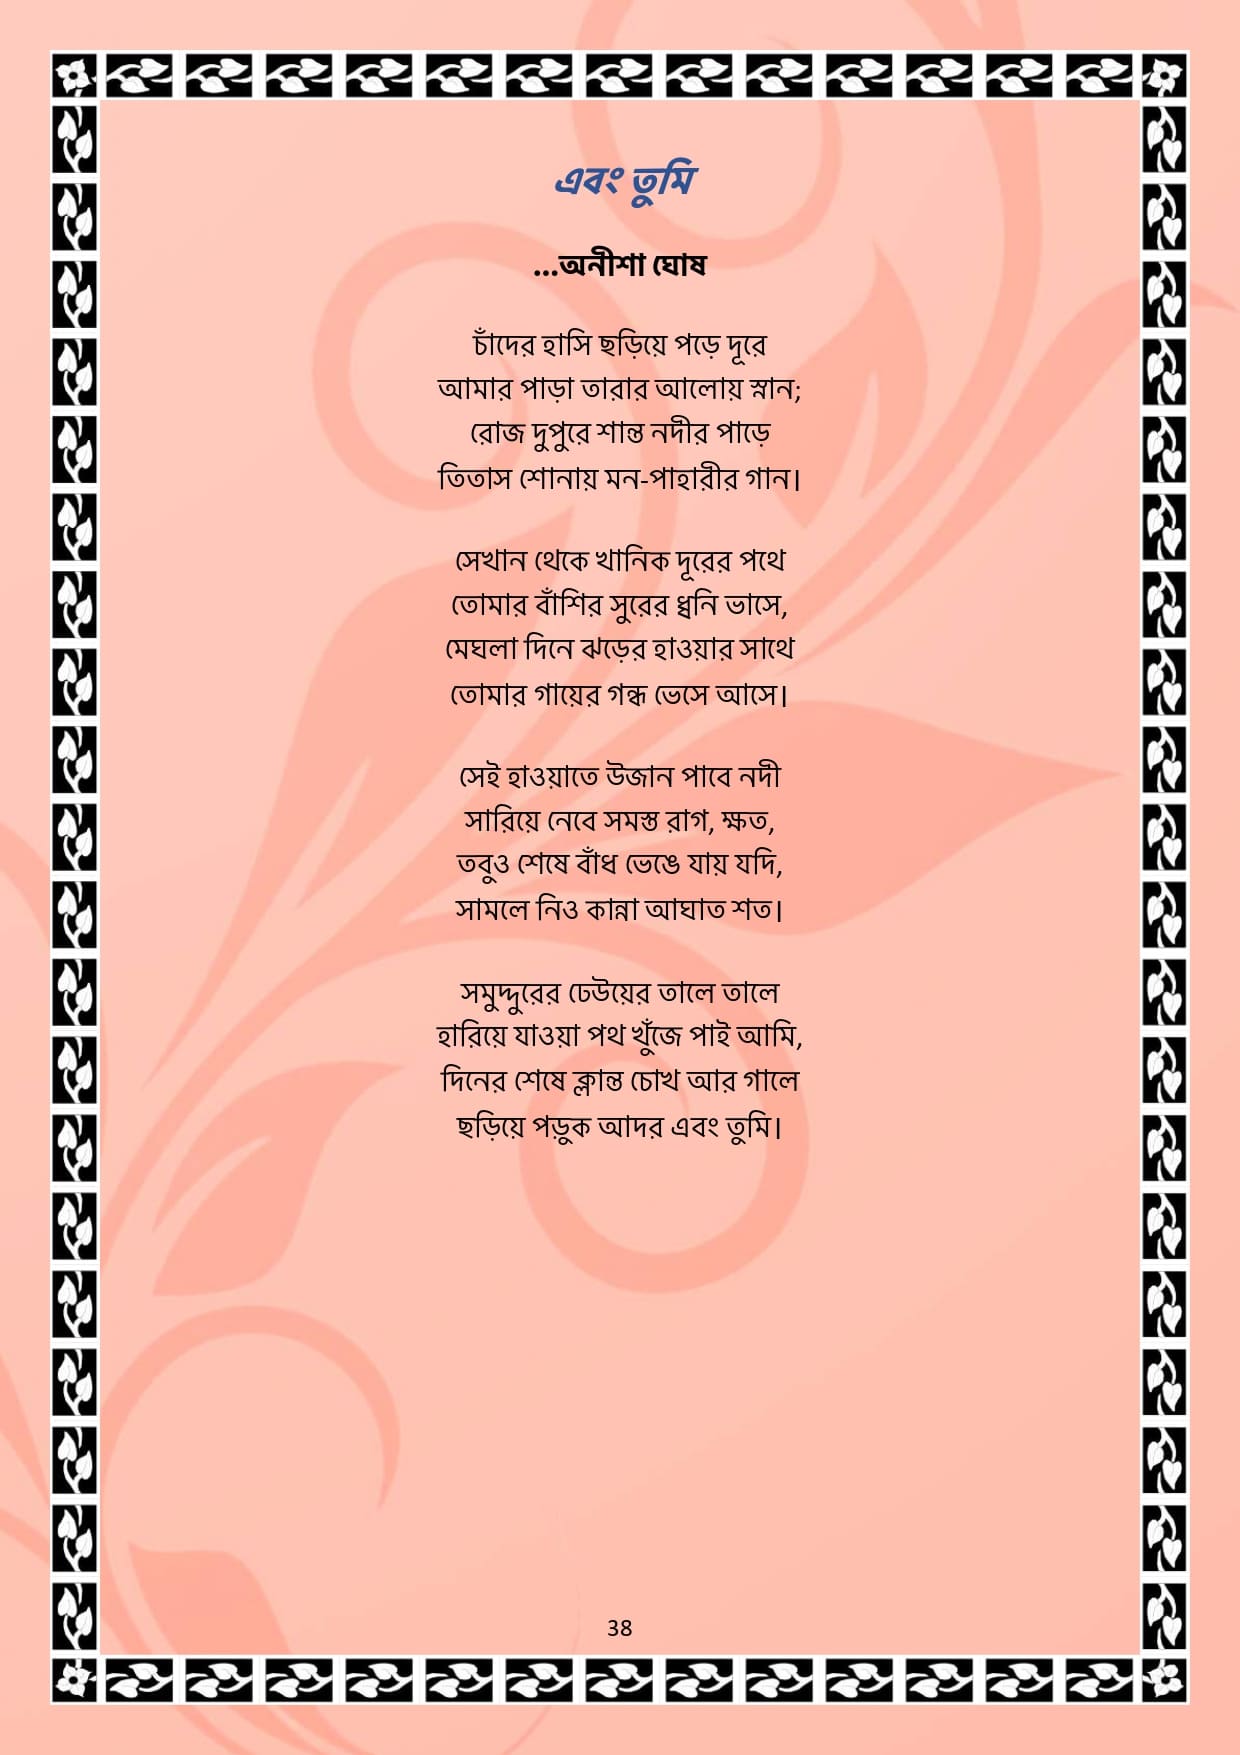 এবং তুমি
...অনীশা ঘোষ
চাঁদের হাসি ছড়িয়ে পড়ে দূরে
আমার পাড়া তারার আলোয় স্নান;
রোজ দুপুরে শান্ত নদীর পাড়ে
তিতাস শোনায় মন-পাহারীর গান।
সেখান থেকে খানিক দূরের পথে
তোমার বাঁশির সুরের ধ্বনি ভাসে,
মেঘলা দিনে ঝড়ের হাওয়ার সাথে
তোমার গায়ের গন্ধ ভেসে আসে।
সেই হাওয়াতে উজান পাবে নদী
সারিয়ে নেবে সমস্ত রাগ, ক্ষত,
তবুও শেষে বাঁধ ভেঙে যায় যদি,
সামলে নিও কান্না আঘাত শত।
সমুদ্দুরের ঢেউয়ের তালে তালে
হারিয়ে যাওয়া পথ খুঁজে পাই আমি,
দিনের শেষে ক্লান্ত চোখ আর গালে
ছড়িয়ে পড়ুক আদর এবং তুমি।
38